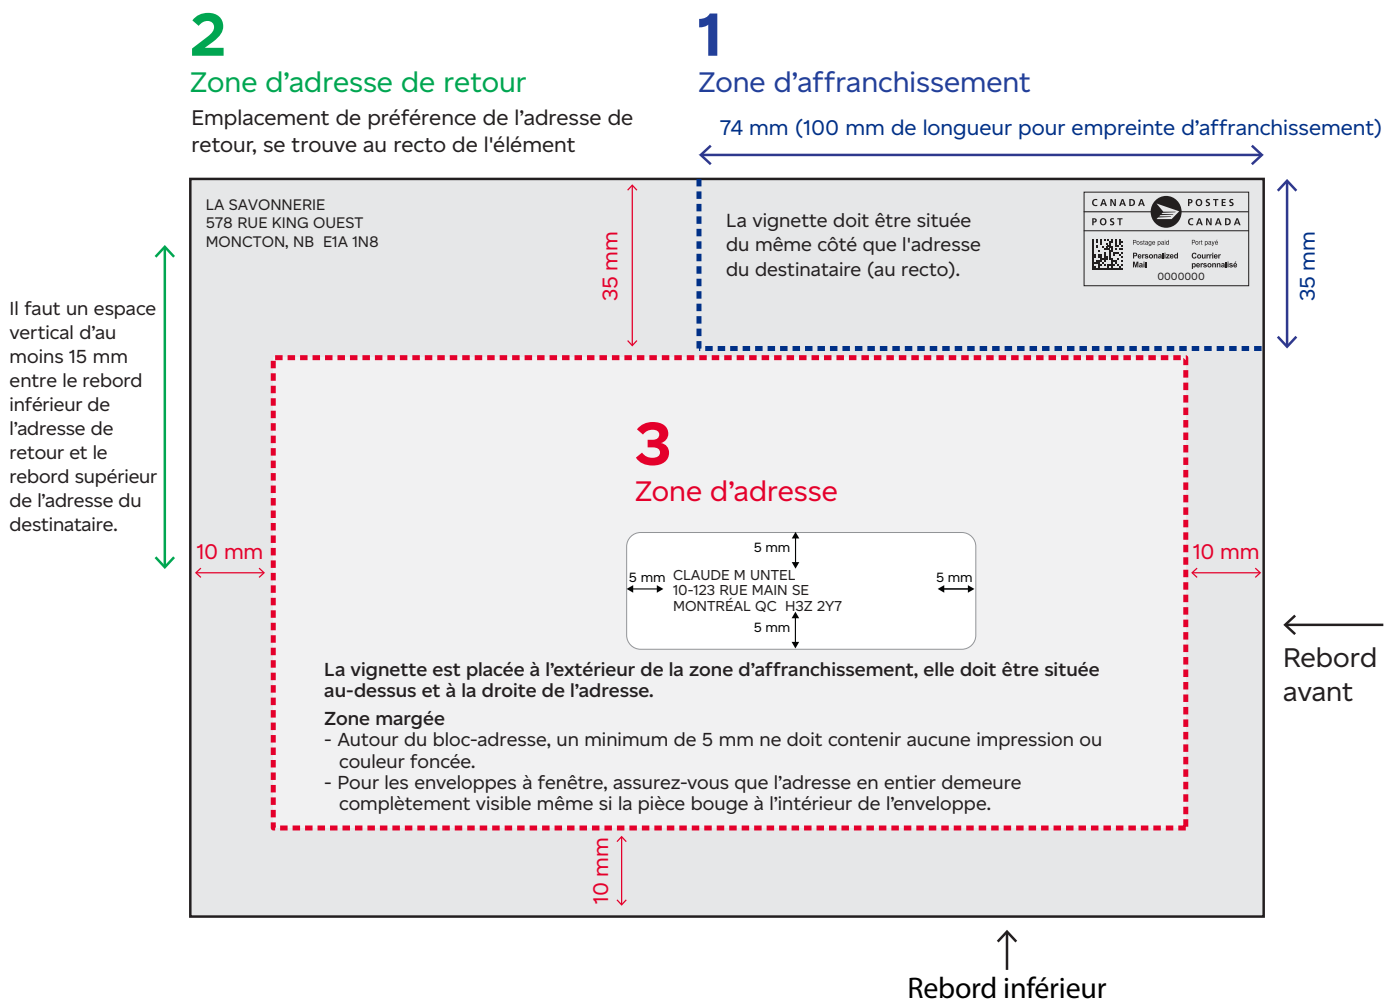 2
Zone d’adresse de retour
Emplacement de préférence de l’adresse de
retour, se trouve au recto de l'élément
1
Zone d’affranchissement
74 mm (100 mm de longueur pour empreinte d’affranchissement)
LA SAVONNERIE
578 RUE KING OUEST
MONCTON, NB E1A 1N8
35 mm
La vignette doit être située
du même côté que l'adresse
du destinataire (au recto).
CANADA POSTES
POST CANADA
Postage paid Port payé
Personalized Courrier
Mail personnalisé
0000000
35 mm
Il faut un espace
vertical d’au
moins 15 mm
entre le rebord
inférieur de
l’adresse de
retour et le
rebord supérieur
de l’adresse du
destinataire.
3
Zone d’adresse
10 mm
10 mm
5 mm
5 mm
CLAUDE M UNTEL
10-123 RUE MAIN SE
MONTRÉAL QC H3Z 2Y7
5 mm
5 mm
Rebord
avant
La vignette est placée à l’extérieur de la zone d’affranchissement, elle doit être située
au-dessus et à la droite de l’adresse.
Zone margée
- Autour du bloc-adresse, un minimum de 5 mm ne doit contenir aucune impression ou
couleur foncée.
- Pour les enveloppes à fenêtre, assurez-vous que l’adresse en entier demeure
complètement visible même si la pièce bouge à l’intérieur de l’enveloppe.
10 mm
Rebord inférieur